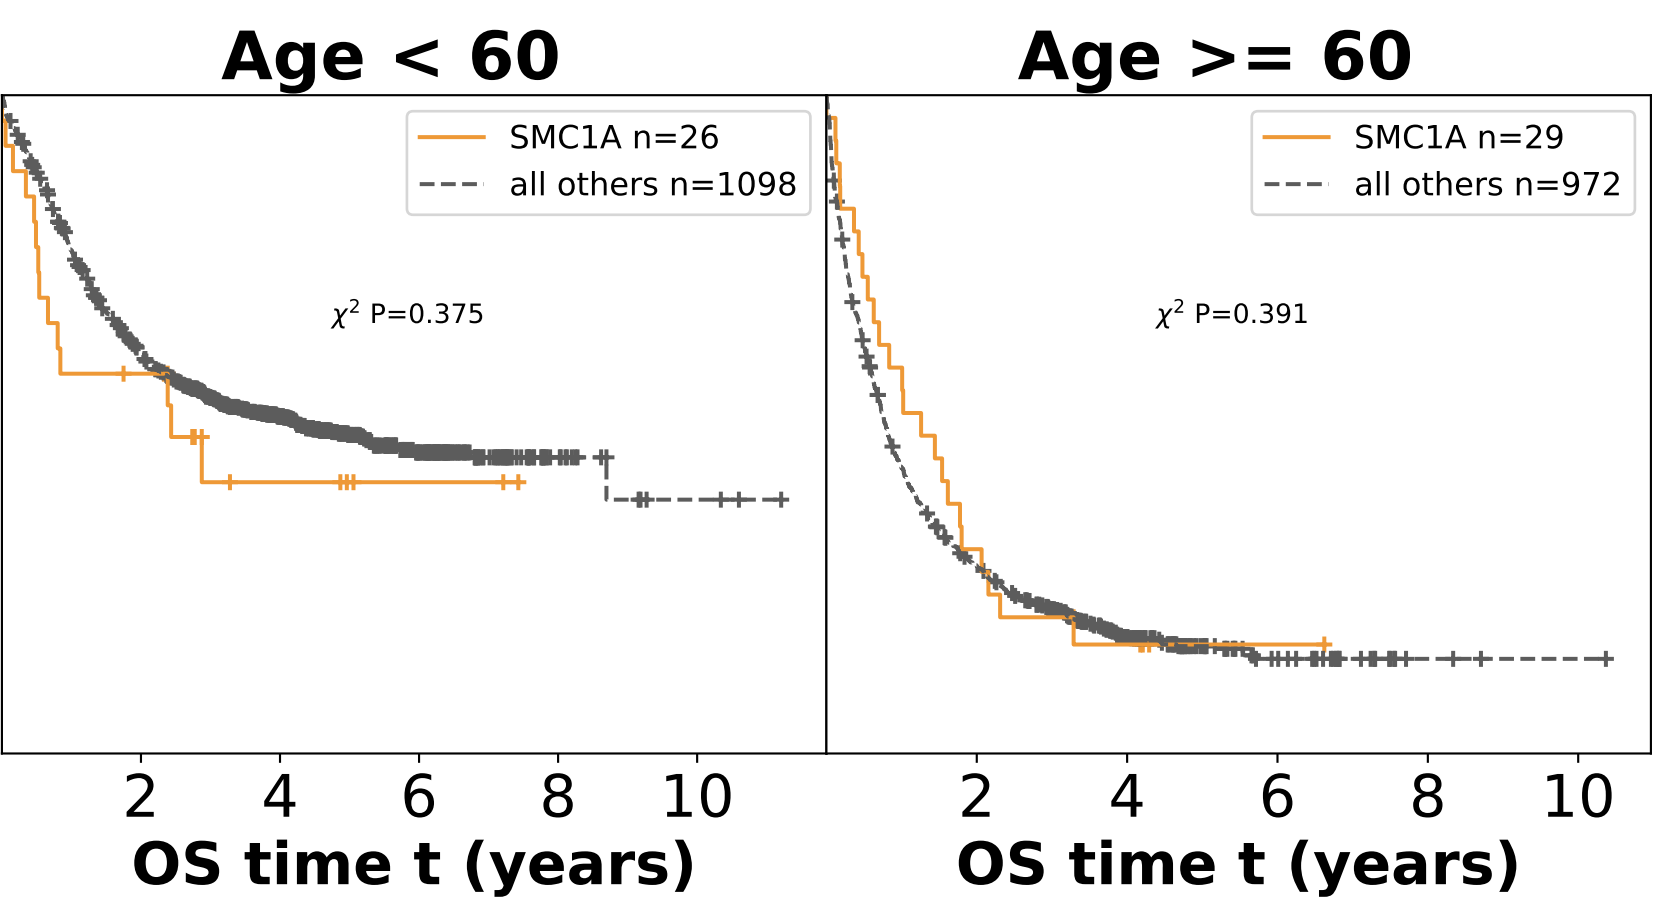 Age < 60
SMC1A n=26
all others n=1098
χ² P=0.375
2 4 6 8 10
OS time t (years)
Age >= 60
SMC1A n=29
all others n=972
χ² P=0.391
2 4 6 8 10
OS time t (years)